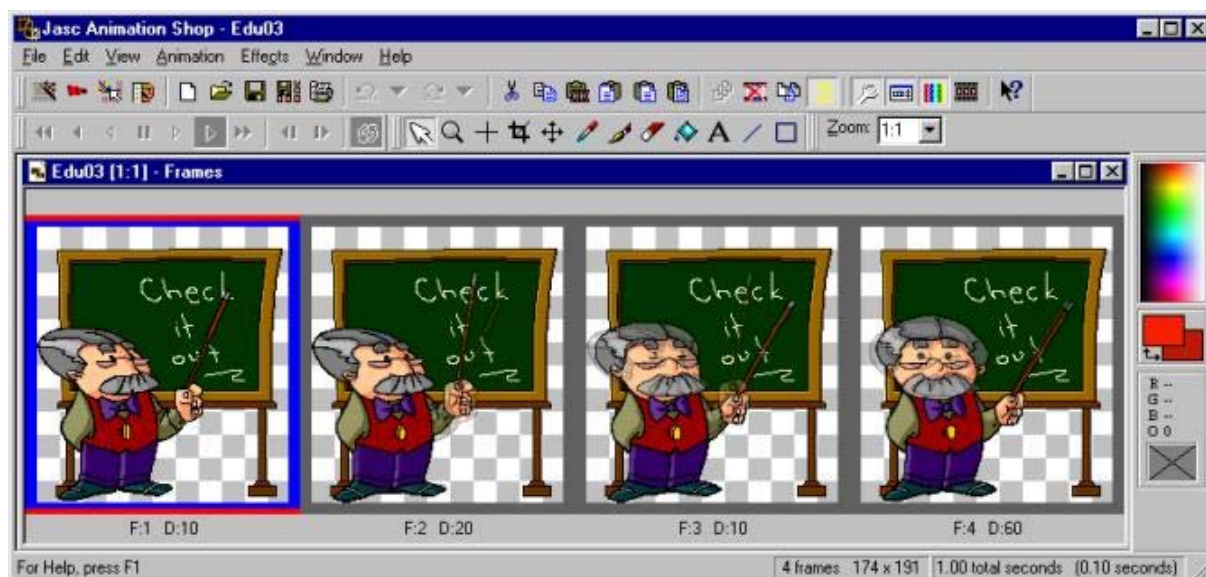 Jasc Animation Shop - Edu03
File Edit View Animation Effects Window Help
Zoom: 1:1
Edu03 [1:1] - Frames
Check
it
out
Check
it
out
Check
it
out
Check
it
out
R --
G --
B --
O 0
F:1 D:10
F:2 D:20
F:3 D:10
F:4 D:60
For Help, press F1
4 frames 174 x 191
1.00 total seconds (0.10 seconds)